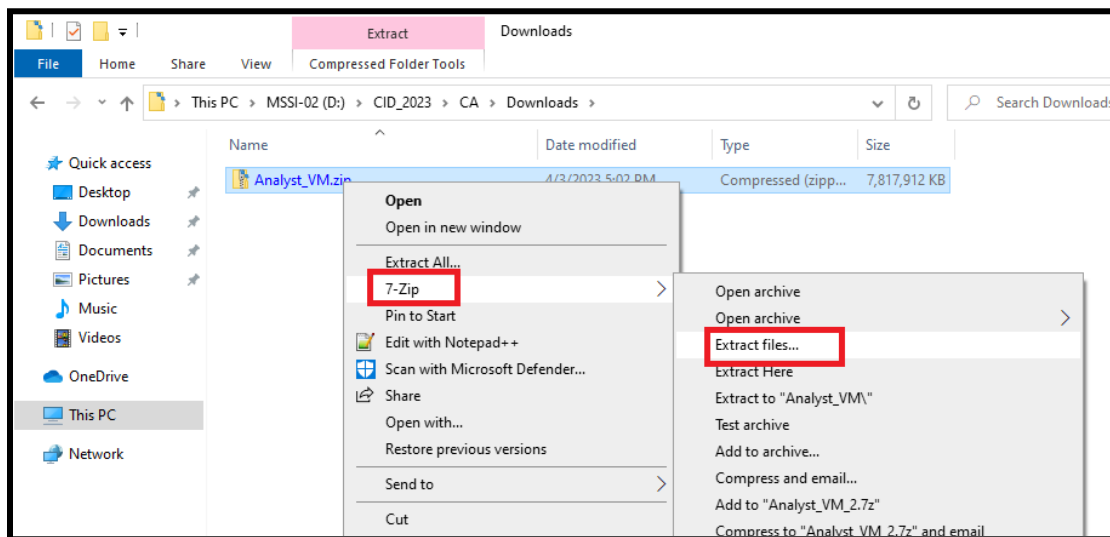 Extract
Downloads
File
Home
Share
View
Compressed Folder Tools
This PC > MSSI-02 (D:) > CID_2023 > CA > Downloads >
Search Downloads
Name
Date modified
Type
Size
Quick access
Desktop
Downloads
Documents
Pictures
Music
Videos
OneDrive
This PC
Network
Analyst_VM.zip
4/3/2023 5:02 PM
Compressed (zipp...
7,817,912 KB
Open
Open in new window
Extract All...
7-Zip
Pin to Start
Edit with Notepad++
Scan with Microsoft Defender...
Share
Open with...
Restore previous versions
Send to
Cut
Open archive
Open archive
Extract files...
Extract Here
Extract to "Analyst_VM\"
Test archive
Add to archive...
Compress and email...
Add to "Analyst_VM_2.7z"
Compress to "Analyst_VM_2.7z" and email